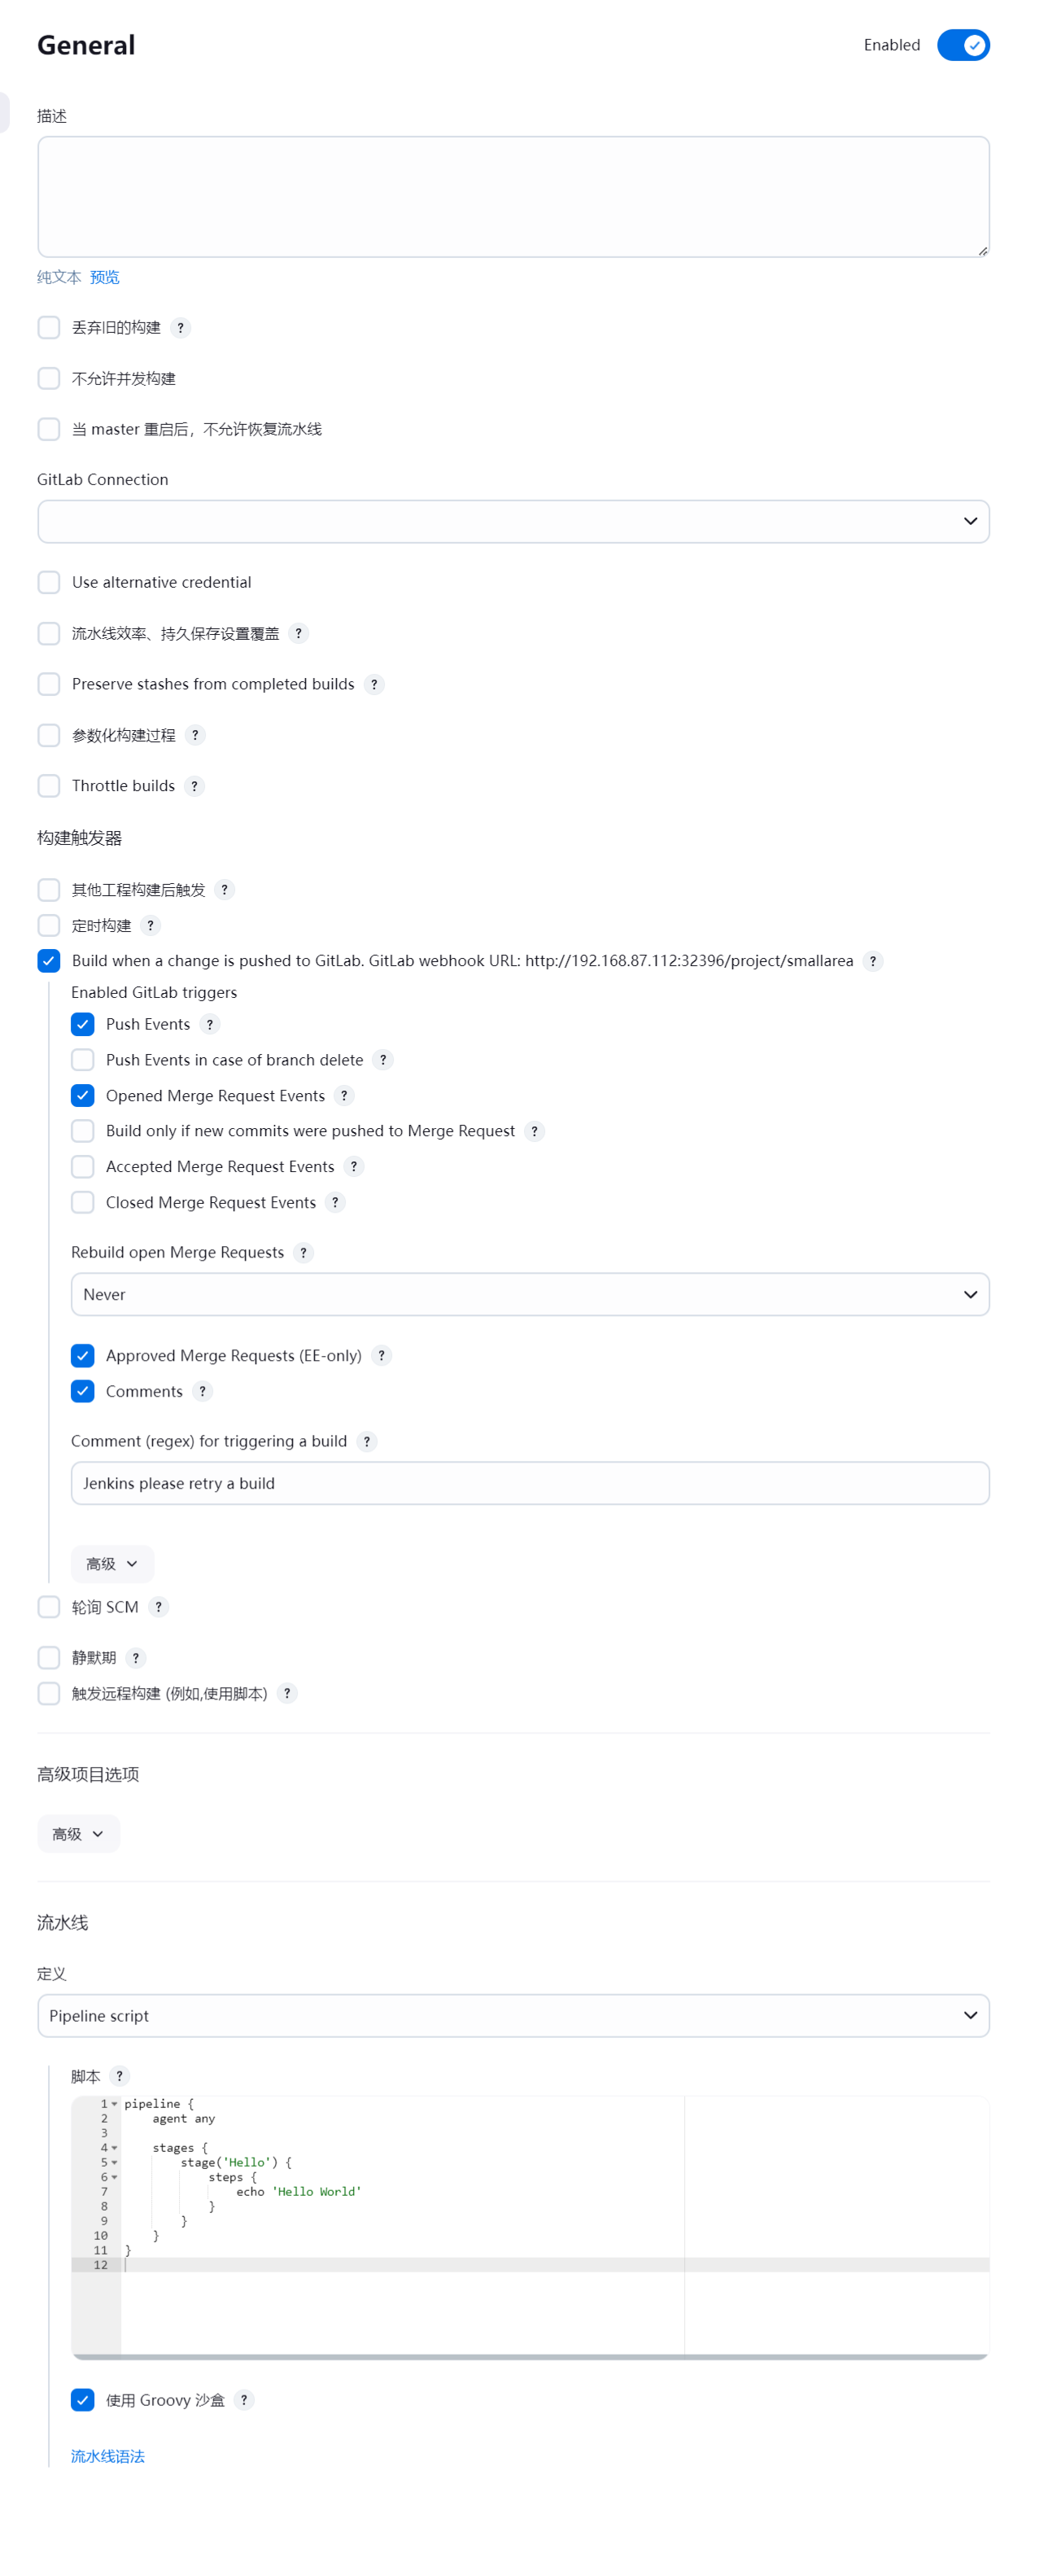 General
Enabled
描述
纯文本 预览
丢弃旧的构建 ?
不允许并发构建
当 master 重启后，不允许恢复流水线
GitLab Connection
Use alternative credential
流水线效率、持久保存设置覆盖 ?
Preserve stashes from completed builds ?
参数化构建过程 ?
Throttle builds ?
构建触发器
其他工程构建后触发 ?
定时构建 ?
Build when a change is pushed to GitLab. GitLab webhook URL: http://192.168.87.112:32396/project/smallarea ?
Enabled GitLab triggers
Push Events ?
Push Events in case of branch delete ?
Opened Merge Request Events ?
Build only if new commits were pushed to Merge Request ?
Accepted Merge Request Events ?
Closed Merge Request Events ?
Rebuild open Merge Requests ?
Never
Approved Merge Requests (EE-only) ?
Comments ?
Comment (regex) for triggering a build ?
Jenkins please retry a build
高级
轮询 SCM ?
静默期 ?
触发远程构建 (例如,使用脚本) ?
高级项目选项
高级
流水线
定义
Pipeline script
脚本 ?
1 pipeline {
2     agent any
3
4     stages {
5         stage('Hello') {
6             steps {
7                 echo 'Hello World'
8             }
9         }
10     }
11 }
12
使用 Groovy 沙盒 ?
流水线语法